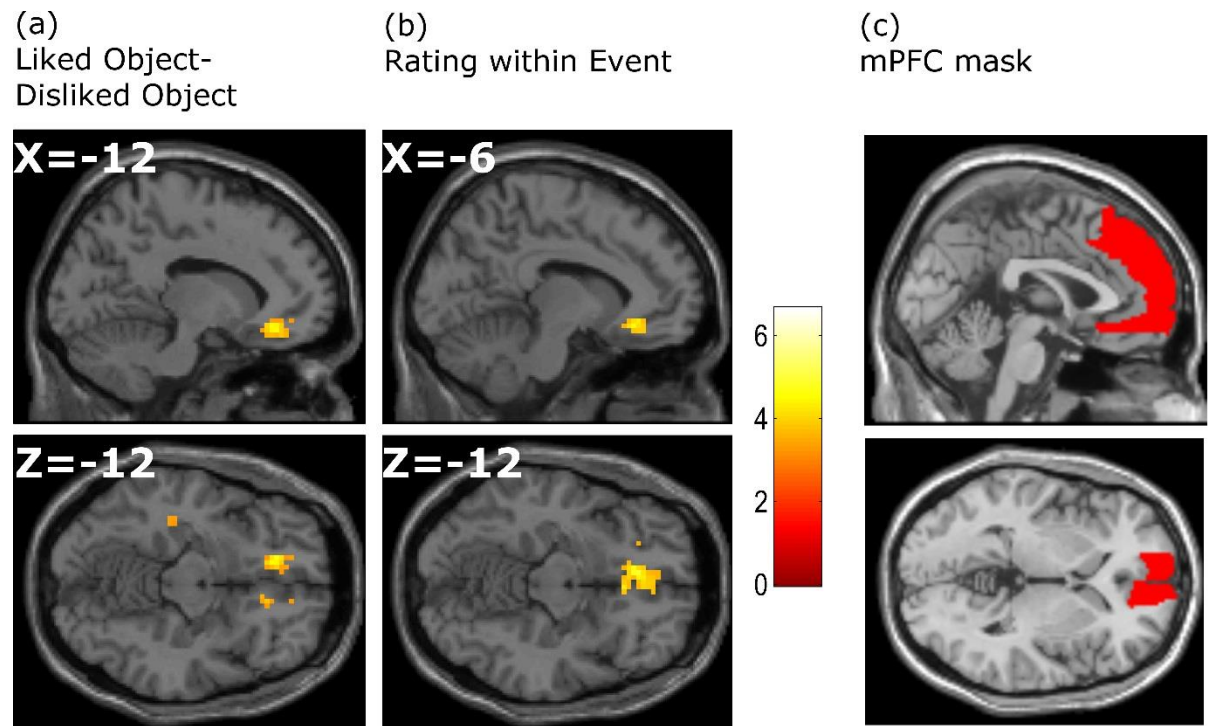 (a)
Liked Object-
Disliked Object
(b)
Rating within Event
(c)
mPFC mask
X=-12
X=-6
6
4
2
0
Z=-12
Z=-12